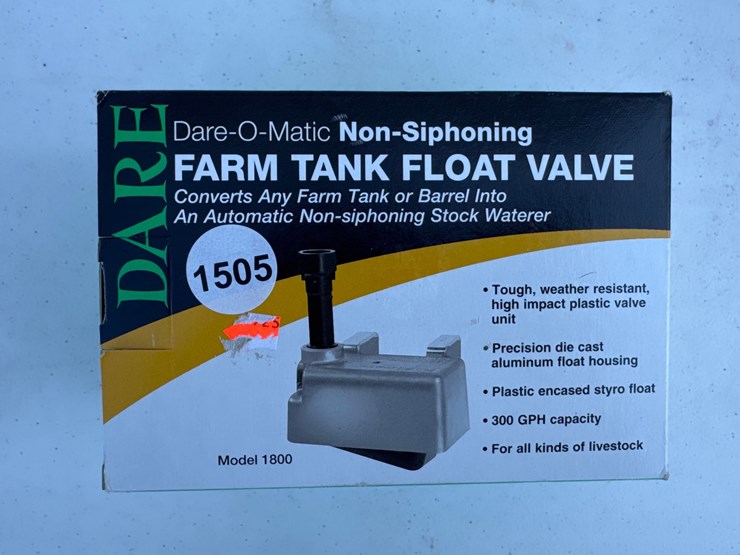 DARE
Dare-O-Matic Non-Siphoning
FARM TANK FLOAT VALVE
Converts Any Farm Tank or Barrel Into
An Automatic Non-siphoning Stock Waterer
1505
• Tough, weather resistant,
high impact plastic valve
unit
• Precision die cast
aluminum float housing
• Plastic encased styro float
• 300 GPH capacity
• For all kinds of livestock
Model 1800